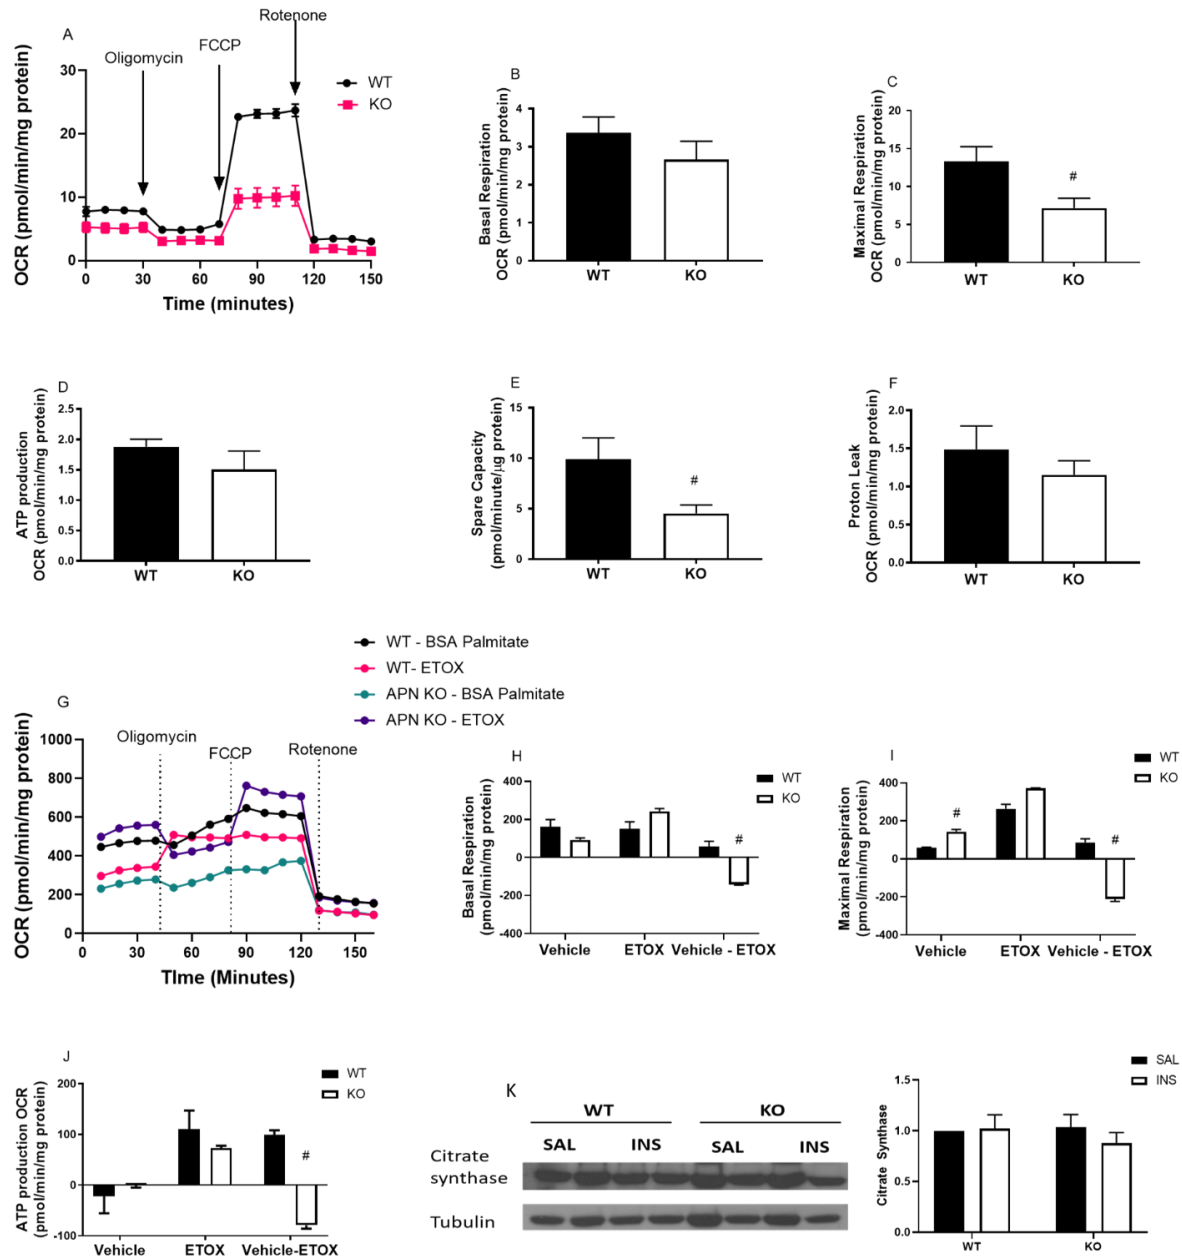 A
Oligomycin
FCCP
Rotenone
WT
KO
OCR (pmol/min/mg protein)
30
20
10
0
0 30 60 90 120 150
Time (minutes)
B
Basal Respiration
OCR (pmol/min/mg protein)
4
3
2
1
0
WT KO
C
Maximal Respiration
OCR (pmol/min/mg protein)
20
15
10
5
0
#
WT KO
D
ATP production
OCR (pmol/min/mg protein)
2.5
2.0
1.5
1.0
0.5
0.0
WT KO
E
Spare Capacity
(pmol/minute/µg protein)
15
10
5
0
#
WT KO
F
Proton Leak
OCR (pmol/min/mg protein)
2.0
1.5
1.0
0.5
0.0
WT KO
WT - BSA Palmitate
WT- ETOX
APN KO - BSA Palmitate
APN KO - ETOX
G
Oligomycin
FCCP
Rotenone
OCR (pmol/min/mg protein)
1000
800
600
400
200
0
0 50 100 150
TIme (Minutes)
H
WT
KO
Basal Respiration
(pmol/min/mg protein)
400
200
0
-200
-400
#
Vehicle ETOX Vehicle - ETOX
I
WT
KO
Maximal Respiration
(pmol/min/mg protein)
400
200
0
-200
-400
#
#
Vehicle ETOX Vehicle - ETOX
J
WT
KO
ATP production OCR
(pmol/min/mg protein)
200
100
0
-100
#
Vehicle ETOX Vehicle-ETOX
K
WT KO
SAL INS SAL INS
Citrate
synthase
Tubulin
SAL
INS
Citrate Synthase
1.5
1.0
0.5
0.0
WT KO